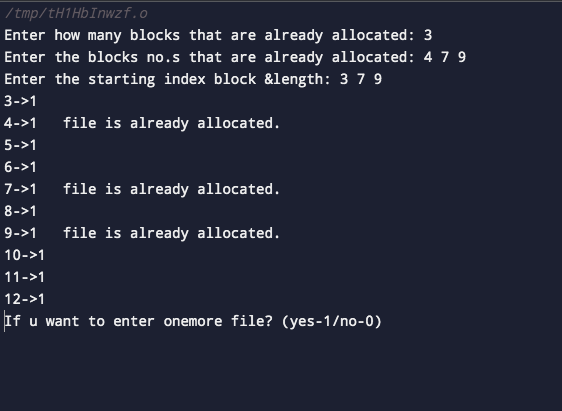 /tmp/tH1HbInwzf.o
Enter how many blocks that are already allocated: 3
Enter the blocks no.s that are already allocated: 4 7 9
Enter the starting index block &length: 3 7 9
3->1
4->1   file is already allocated.
5->1
6->1
7->1   file is already allocated.
8->1
9->1   file is already allocated.
10->1
11->1
12->1
If u want to enter onemore file? (yes-1/no-0)